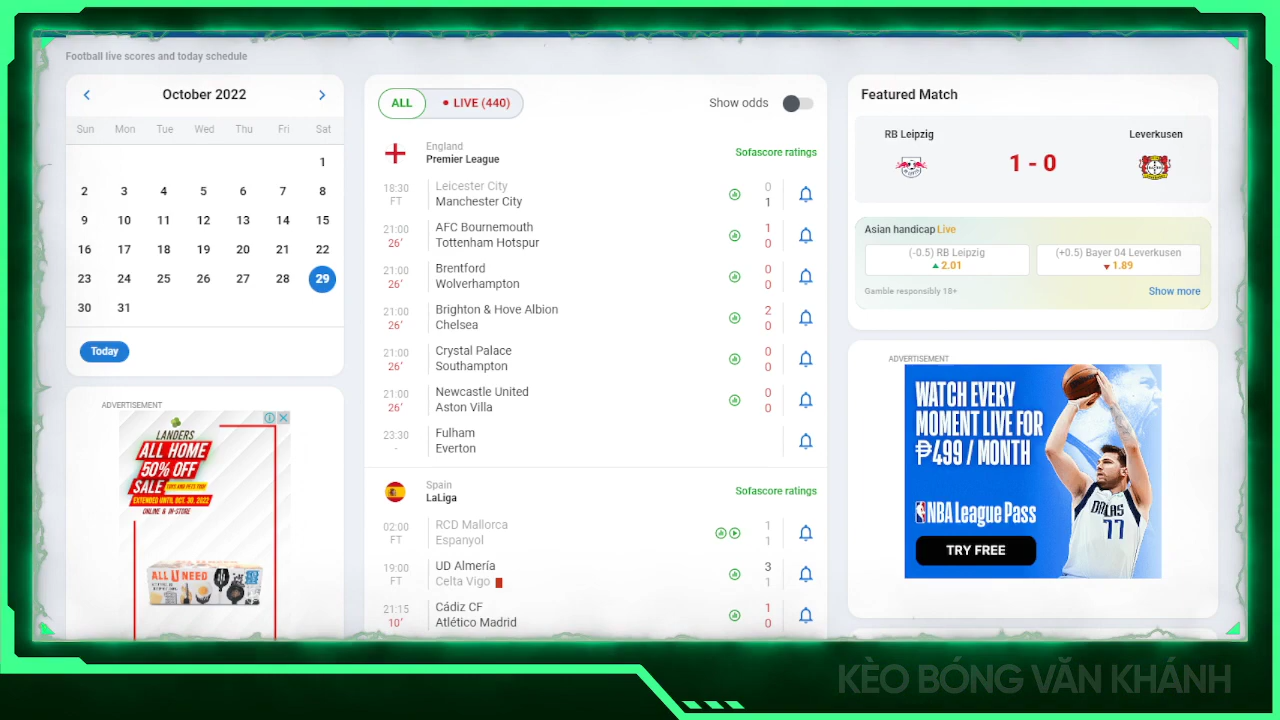 Football live scores and today schedule
October 2022
Sun Mon Tue Wed Thu Fri Sat
1
2 3 4 5 6 7 8
9 10 11 12 13 14 15
16 17 18 19 20 21 22
23 24 25 26 27 28 29
30 31
Today
ADVERTISEMENT
LANDERS
ALL HOME
50% OFF
SALE
EXTENDED UNTIL OCT. 30, 2022
ONLINE & IN-STORE
ALL U NEED
ALL LIVE (440) Show odds
England
Premier League Sofascore ratings
18:30 Leicester City 0
FT Manchester City 1
21:00 AFC Bournemouth 1
26' Tottenham Hotspur 0
21:00 Brentford 0
26' Wolverhampton 0
21:00 Brighton & Hove Albion 2
26' Chelsea 0
21:00 Crystal Palace 0
26' Southampton 0
21:00 Newcastle United 0
26' Aston Villa 0
23:30 Fulham
- Everton
Spain
LaLiga Sofascore ratings
02:00 RCD Mallorca 1
FT Espanyol 1
19:00 UD Almería 3
FT Celta Vigo 1
21:15 Cádiz CF 1
10' Atlético Madrid 0
Featured Match
RB Leipzig Leverkusen
1 - 0
Asian handicap Live
(-0.5) RB Leipzig (+0.5) Bayer 04 Leverkusen
2.01 1.89
Gamble responsibly 18+ Show more
ADVERTISEMENT
WATCH EVERY
MOMENT LIVE FOR
₱499 / MONTH
NBA League Pass
TRY FREE
DALLAS
77
KÈO BÓNG VĂN KHÁNH